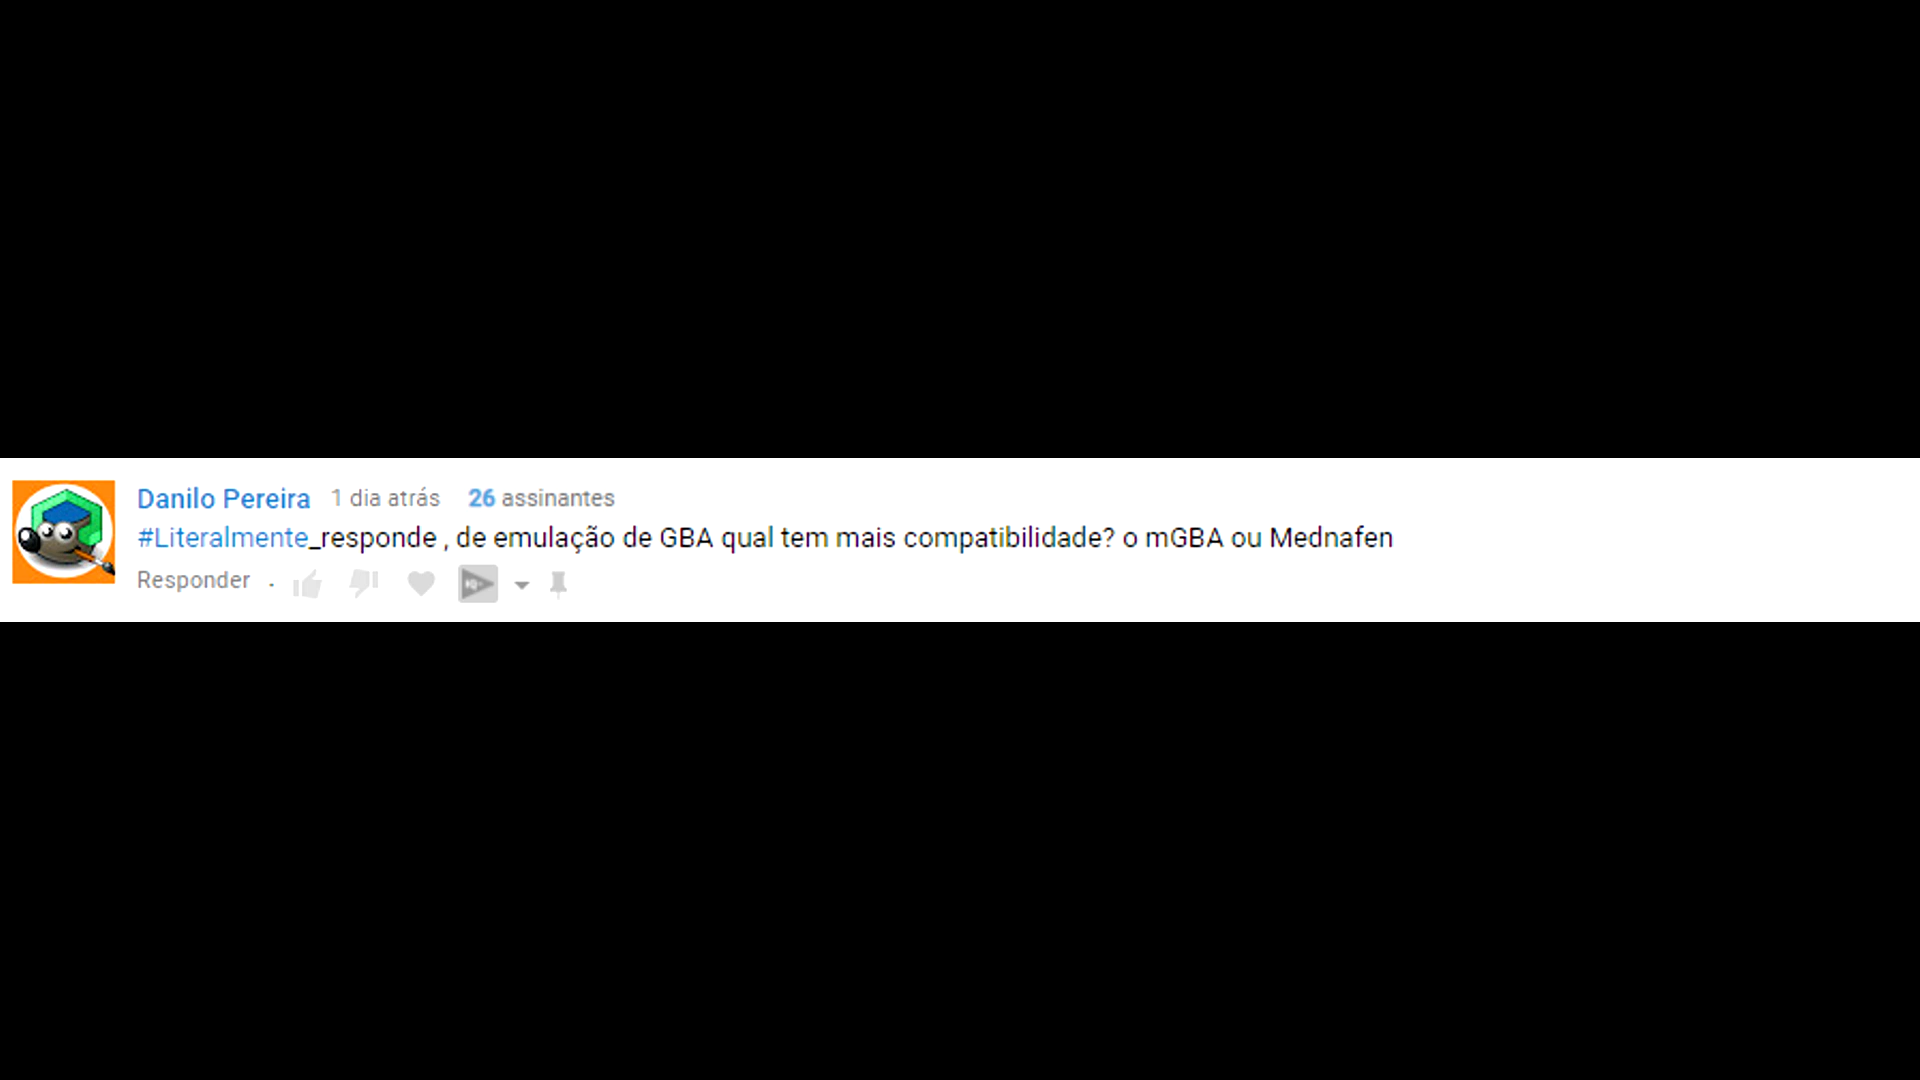 Danilo Pereira 1 dia atrás 26 assinantes
#Literalmente_responde , de emulação de GBA qual tem mais compatibilidade? o mGBA ou Mednafen
Responder .